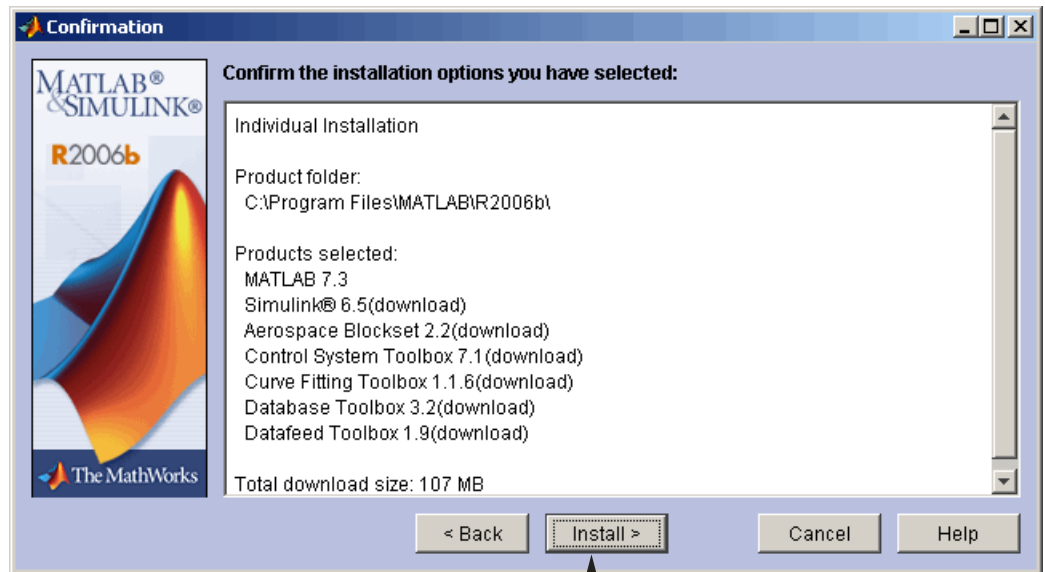 Confirmation
MATLAB®
&SIMULINK®
R2006b
The MathWorks
Confirm the installation options you have selected:
Individual Installation
Product folder:
C:\Program Files\MATLAB\R2006b\
Products selected:
MATLAB 7.3
Simulink® 6.5(download)
Aerospace Blockset 2.2(download)
Control System Toolbox 7.1(download)
Curve Fitting Toolbox 1.1.6(download)
Database Toolbox 3.2(download)
Datafeed Toolbox 1.9(download)
Total download size: 107 MB
< Back Install > Cancel Help